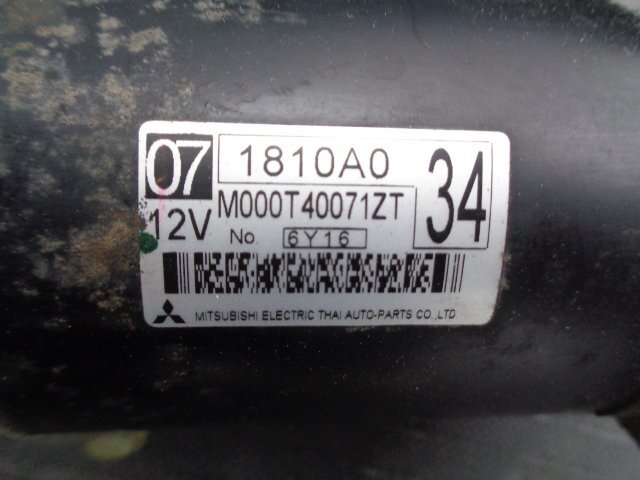 07 1810A0 34
12V M000T40071ZT
No. 6Y16
MITSUBISHI ELECTRIC THAI AUTO-PARTS CO.,LTD.